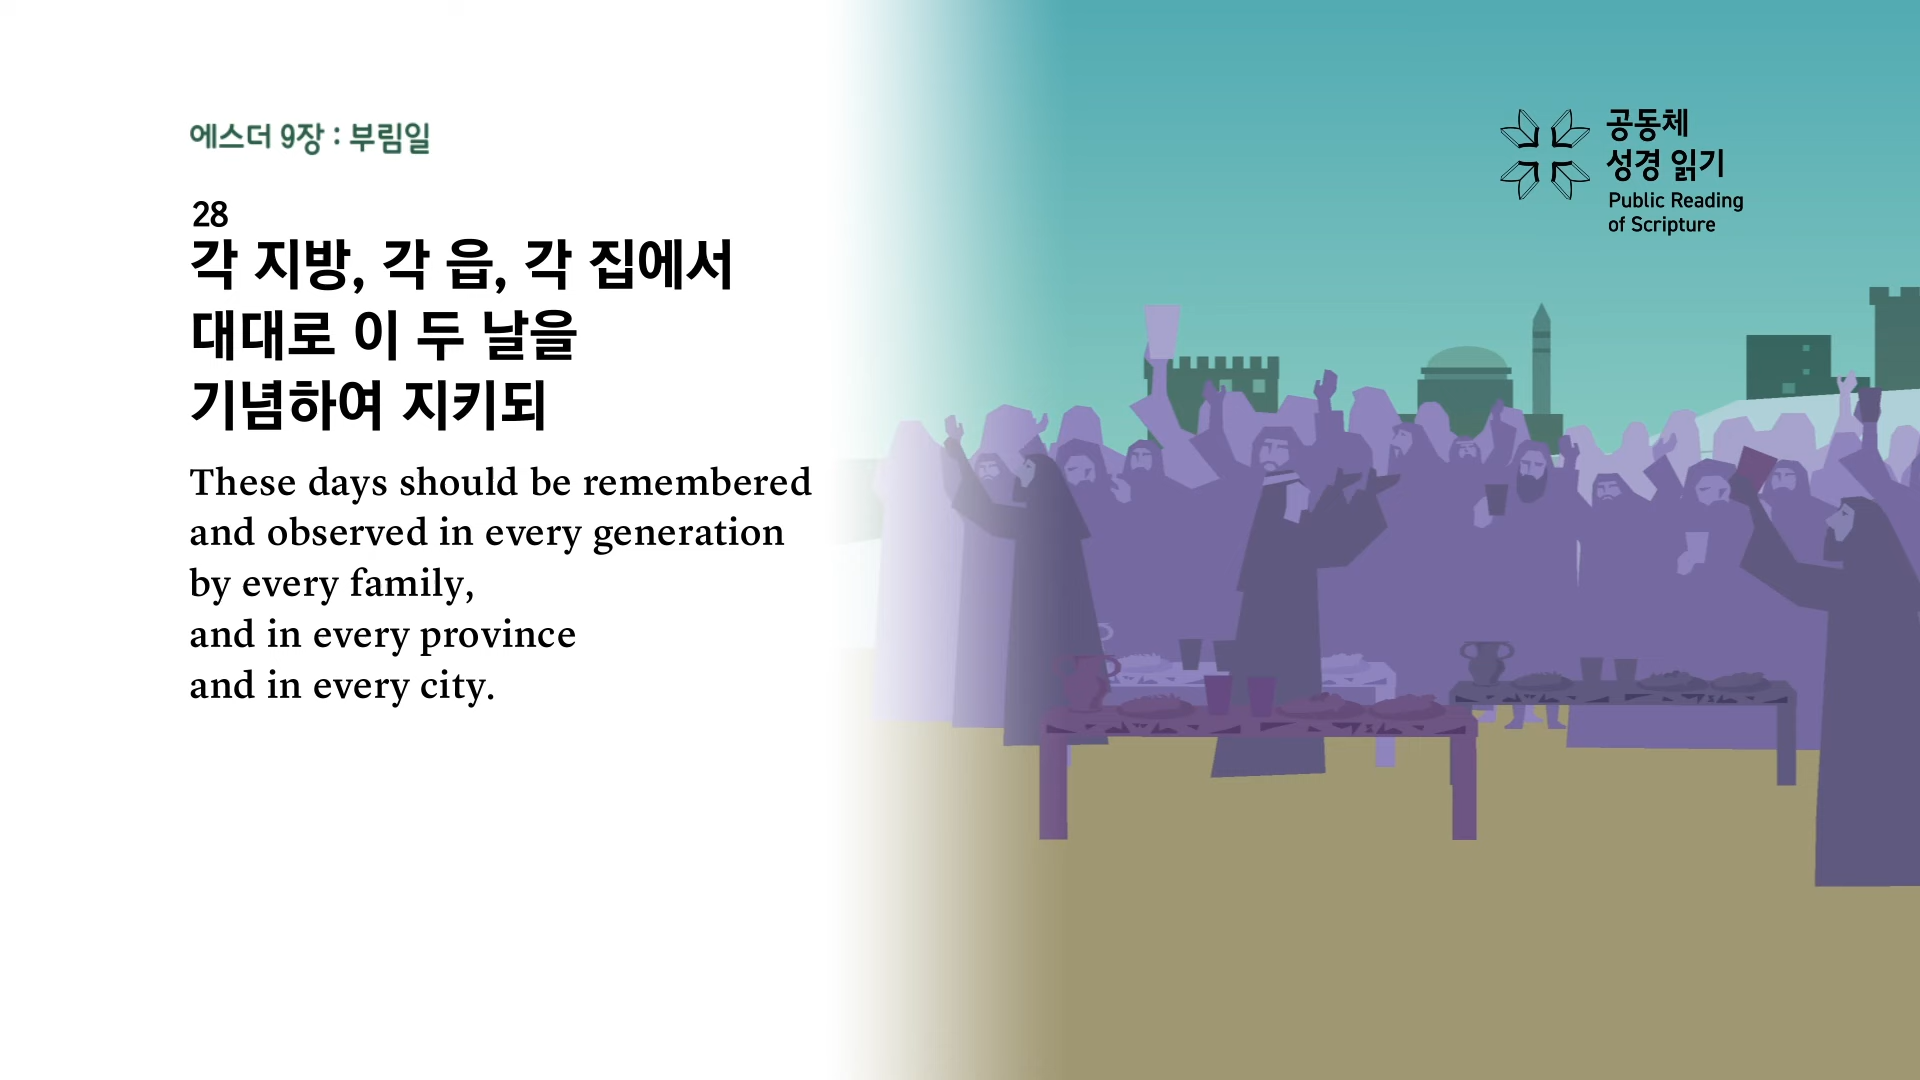 에스더 9장 : 부림일
28
각 지방, 각 읍, 각 집에서
대대로 이 두 날을
기념하여 지키되
These days should be remembered
and observed in every generation
by every family,
and in every province
and in every city.
공동체
성경 읽기
Public Reading
of Scripture